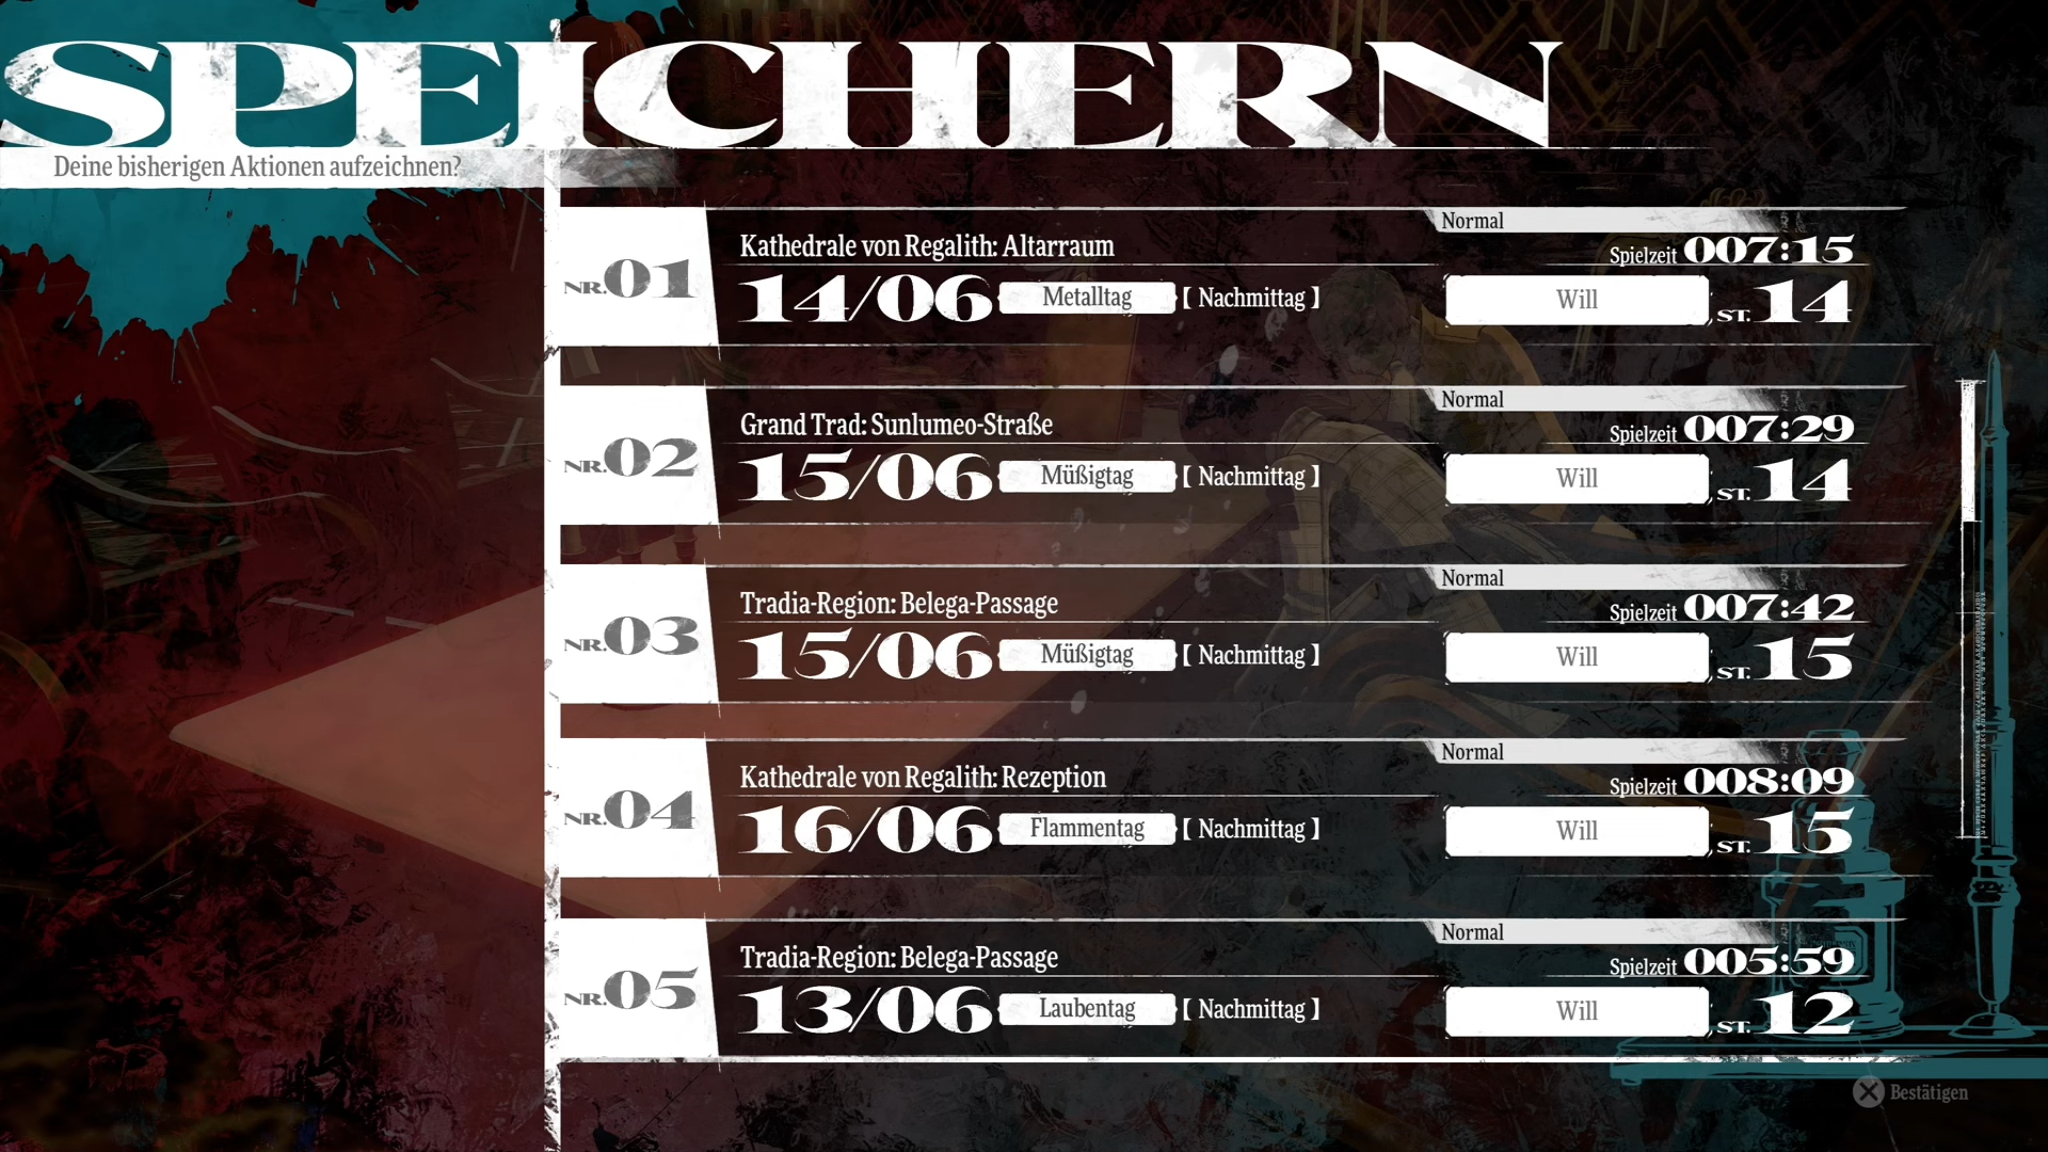 SPEICHERN
Deine bisherigen Aktionen aufzeichnen?
Normal
NR.01 Kathedrale von Regalith: Altarraum Spielzeit 007:15
14/06 Metalltag 【 Nachmittag 】 Will ST. 14
Normal
NR.02 Grand Trad: Sunlumeo-Straße Spielzeit 007:29
15/06 Müßigtag 【 Nachmittag 】 Will ST. 14
Normal
NR.03 Tradia-Region: Belega-Passage Spielzeit 007:42
15/06 Müßigtag 【 Nachmittag 】 Will ST. 15
Normal
NR.04 Kathedrale von Regalith: Rezeption Spielzeit 008:09
16/06 Flammentag 【 Nachmittag 】 Will ST. 15
Normal
NR.05 Tradia-Region: Belega-Passage Spielzeit 005:59
13/06 Laubentag 【 Nachmittag 】 Will ST. 12
Bestätigen